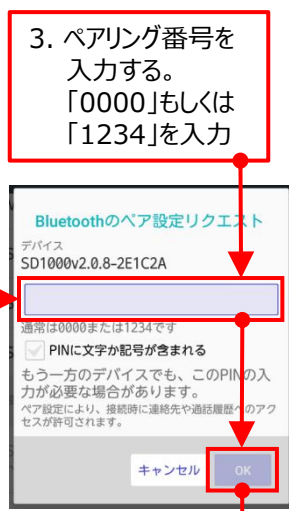 3. ペアリング番号を
入力する。
「0000」もしくは
「1234」を入力
Bluetoothのペア設定リクエスト
デバイス
SD1000v2.0.8-2E1C2A
通常は0000または1234です
PINに文字か記号が含まれる
もう一方のデバイスでも、このPINの入
力が必要な場合があります。
ペア設定により、接続時に連絡先や通話履歴へのアク
セスが許可されます。
キャンセル OK